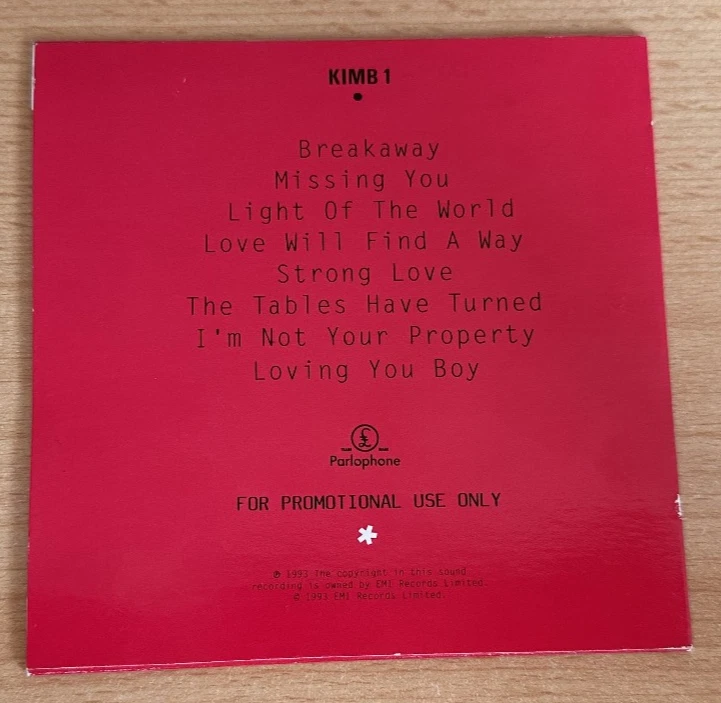 KIMB 1
Breakaway
Missing You
Light Of The World
Love Will Find A Way
Strong Love
The Tables Have Turned
I'm Not Your Property
Loving You Boy
£
Parlophone
FOR PROMOTIONAL USE ONLY
*
℗ 1993 The copyright in this sound
recording is owned by EMI Records Limited.
© 1993 EMI Records Limited.